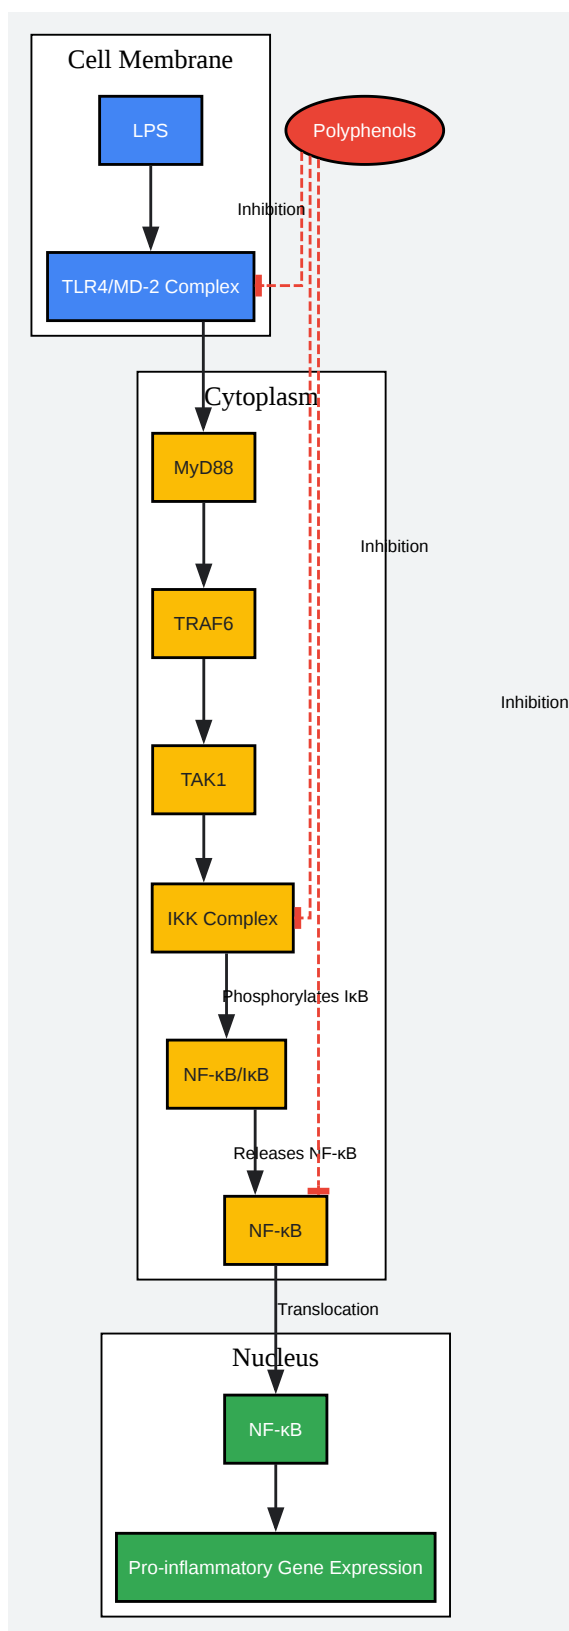 Cell Membrane
LPS
Polyphenols
Inhibition
TLR4/MD-2 Complex
Cytoplasm
MyD88
Inhibition
TRAF6
Inhibition
TAK1
IKK Complex
Phosphorylates IκB
NF-κB/IκB
Releases NF-κB
NF-κB
Translocation
Nucleus
NF-κB
Pro-inflammatory Gene Expression